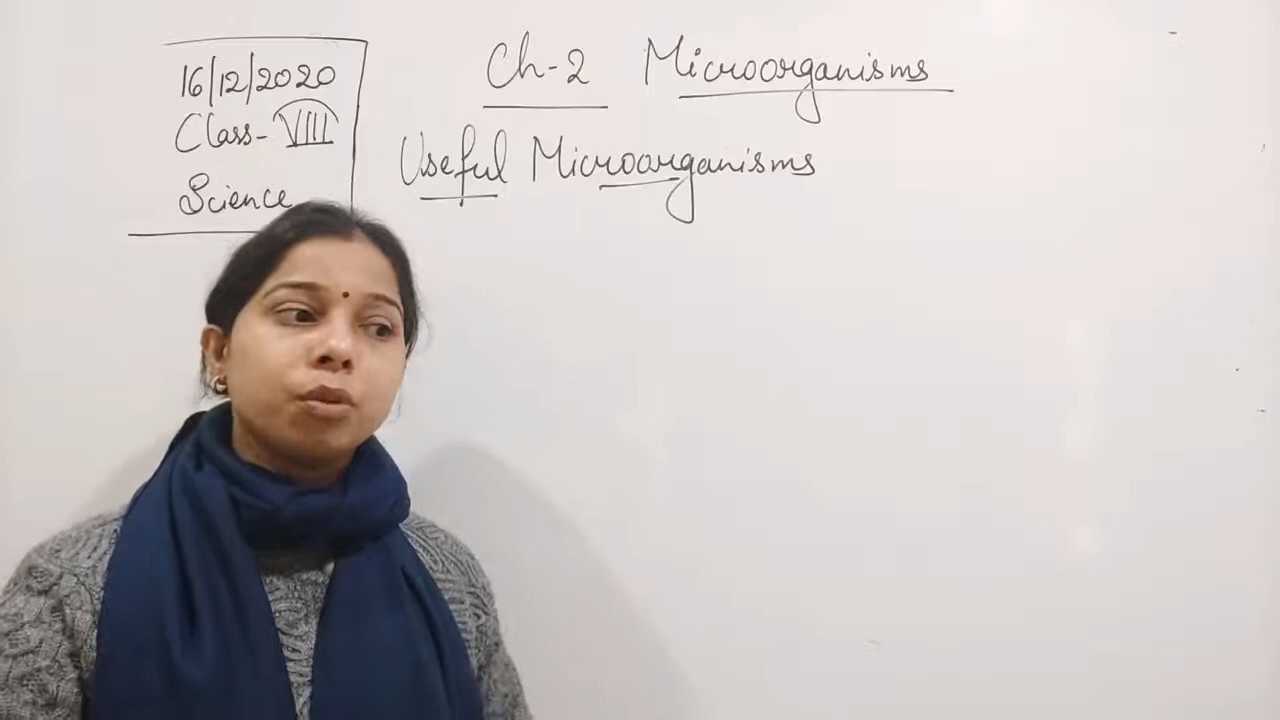 16/12/2020
Class- VIII
Science
Ch-2 Microorganisms
Useful Microorganisms